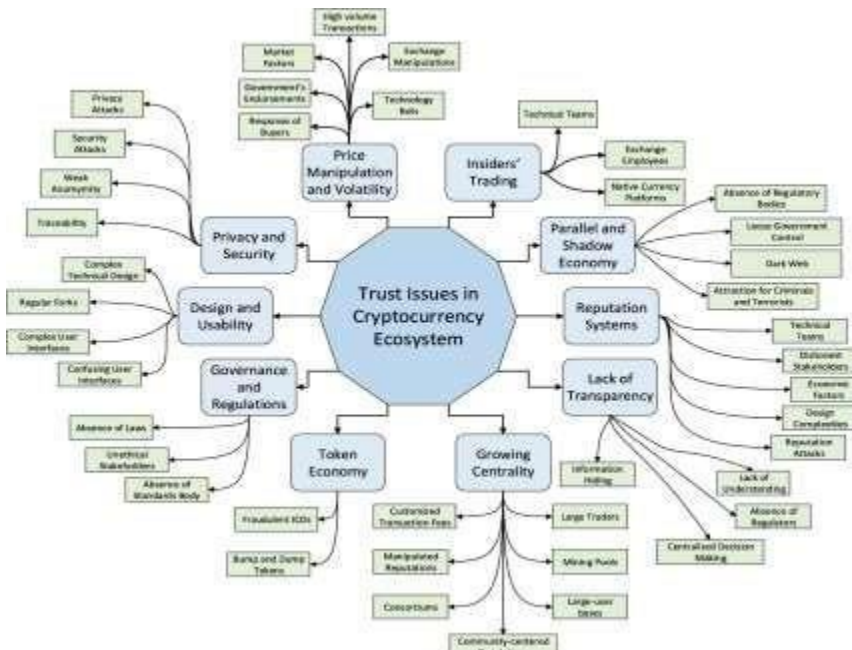 High volume
Transactions
Market
Factors
Exchange
Manipulations
Government's
Endorsements
Technology
Response of
Buyers
Price
Manipulation
and Volatility
Technical Teams
Exchange
Employees
Native Currency
Platforms
Insiders'
Trading
Privacy
Attacks
Security
Attacks
Weak
Anonymity
Traceability
Privacy and
Security
Absence of Regulatory
Bodies
Loose Government
Control
Dark Web
Attraction for Criminals
and Terrorists
Parallel and
Shadow
Economy
Complex
Technical Design
Regular Forks
Complex User
Interfaces
Confusing User
Interfaces
Design and
Usability
Trust Issues in
Cryptocurrency
Ecosystem
Reputation
Systems
Technical
Teams
Stakeholders
Economic
Factors
Design
Complexities
Reputation
Attacks
Governance
and
Regulations
Absence of Laws
Unethical
Stakeholders
Absence of
Standards Body
Lack of
Transparency
Information
Hiding
Lack of
Understanding
Absence of
Regulators
Centralized Decision
Making
Token
Economy
Fraudulent ICOs
Bump and Dump
Tokens
Growing
Centrality
Customized
Transaction Fees
Large Traders
Manipulated
Reputations
Mining Pools
Consortiums
Large-user
bases
Community-centered